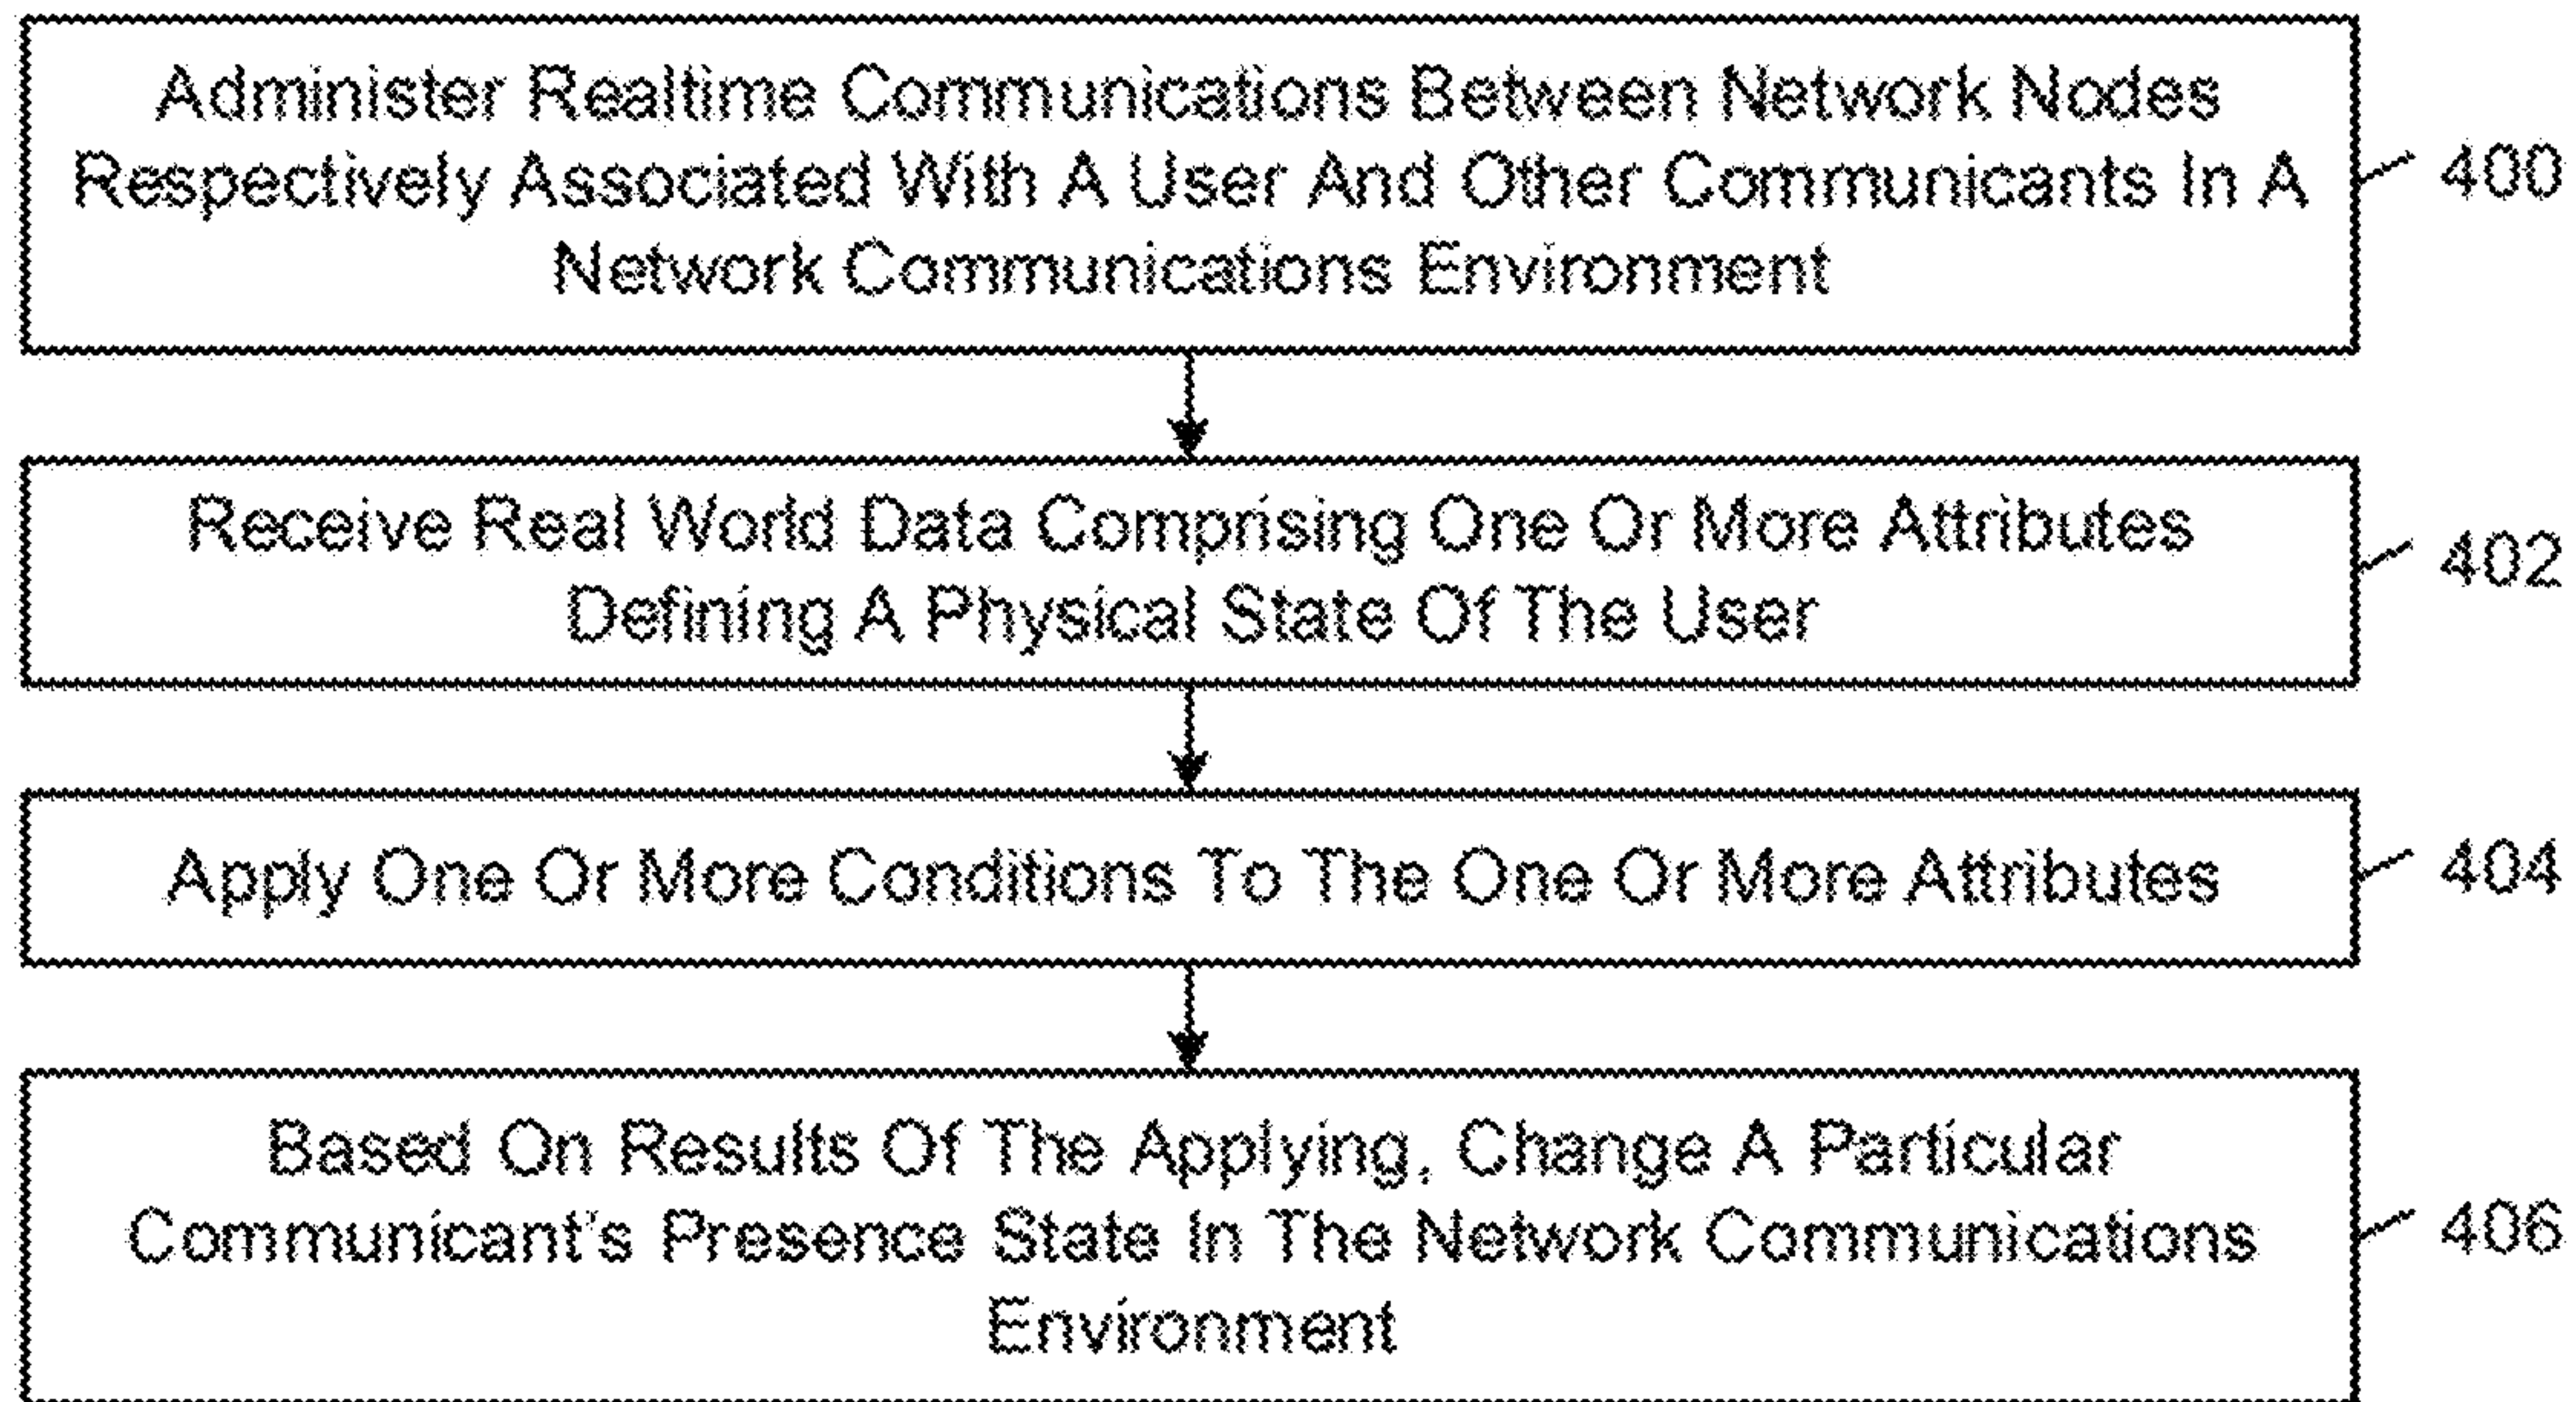 Administer Realtime Communications Between Network Nodes
Respectively Associated With A User And Other Communicants In A
Network Communications Environment
400
Receive Real World Data Comprising One Or More Attributes
Defining A Physical State Of The User
402
Apply One Or More Conditions To The One Or More Attributes
404
Based On Results Of The Applying, Change A Particular
Communicant's Presence State In The Network Communications
Environment
406